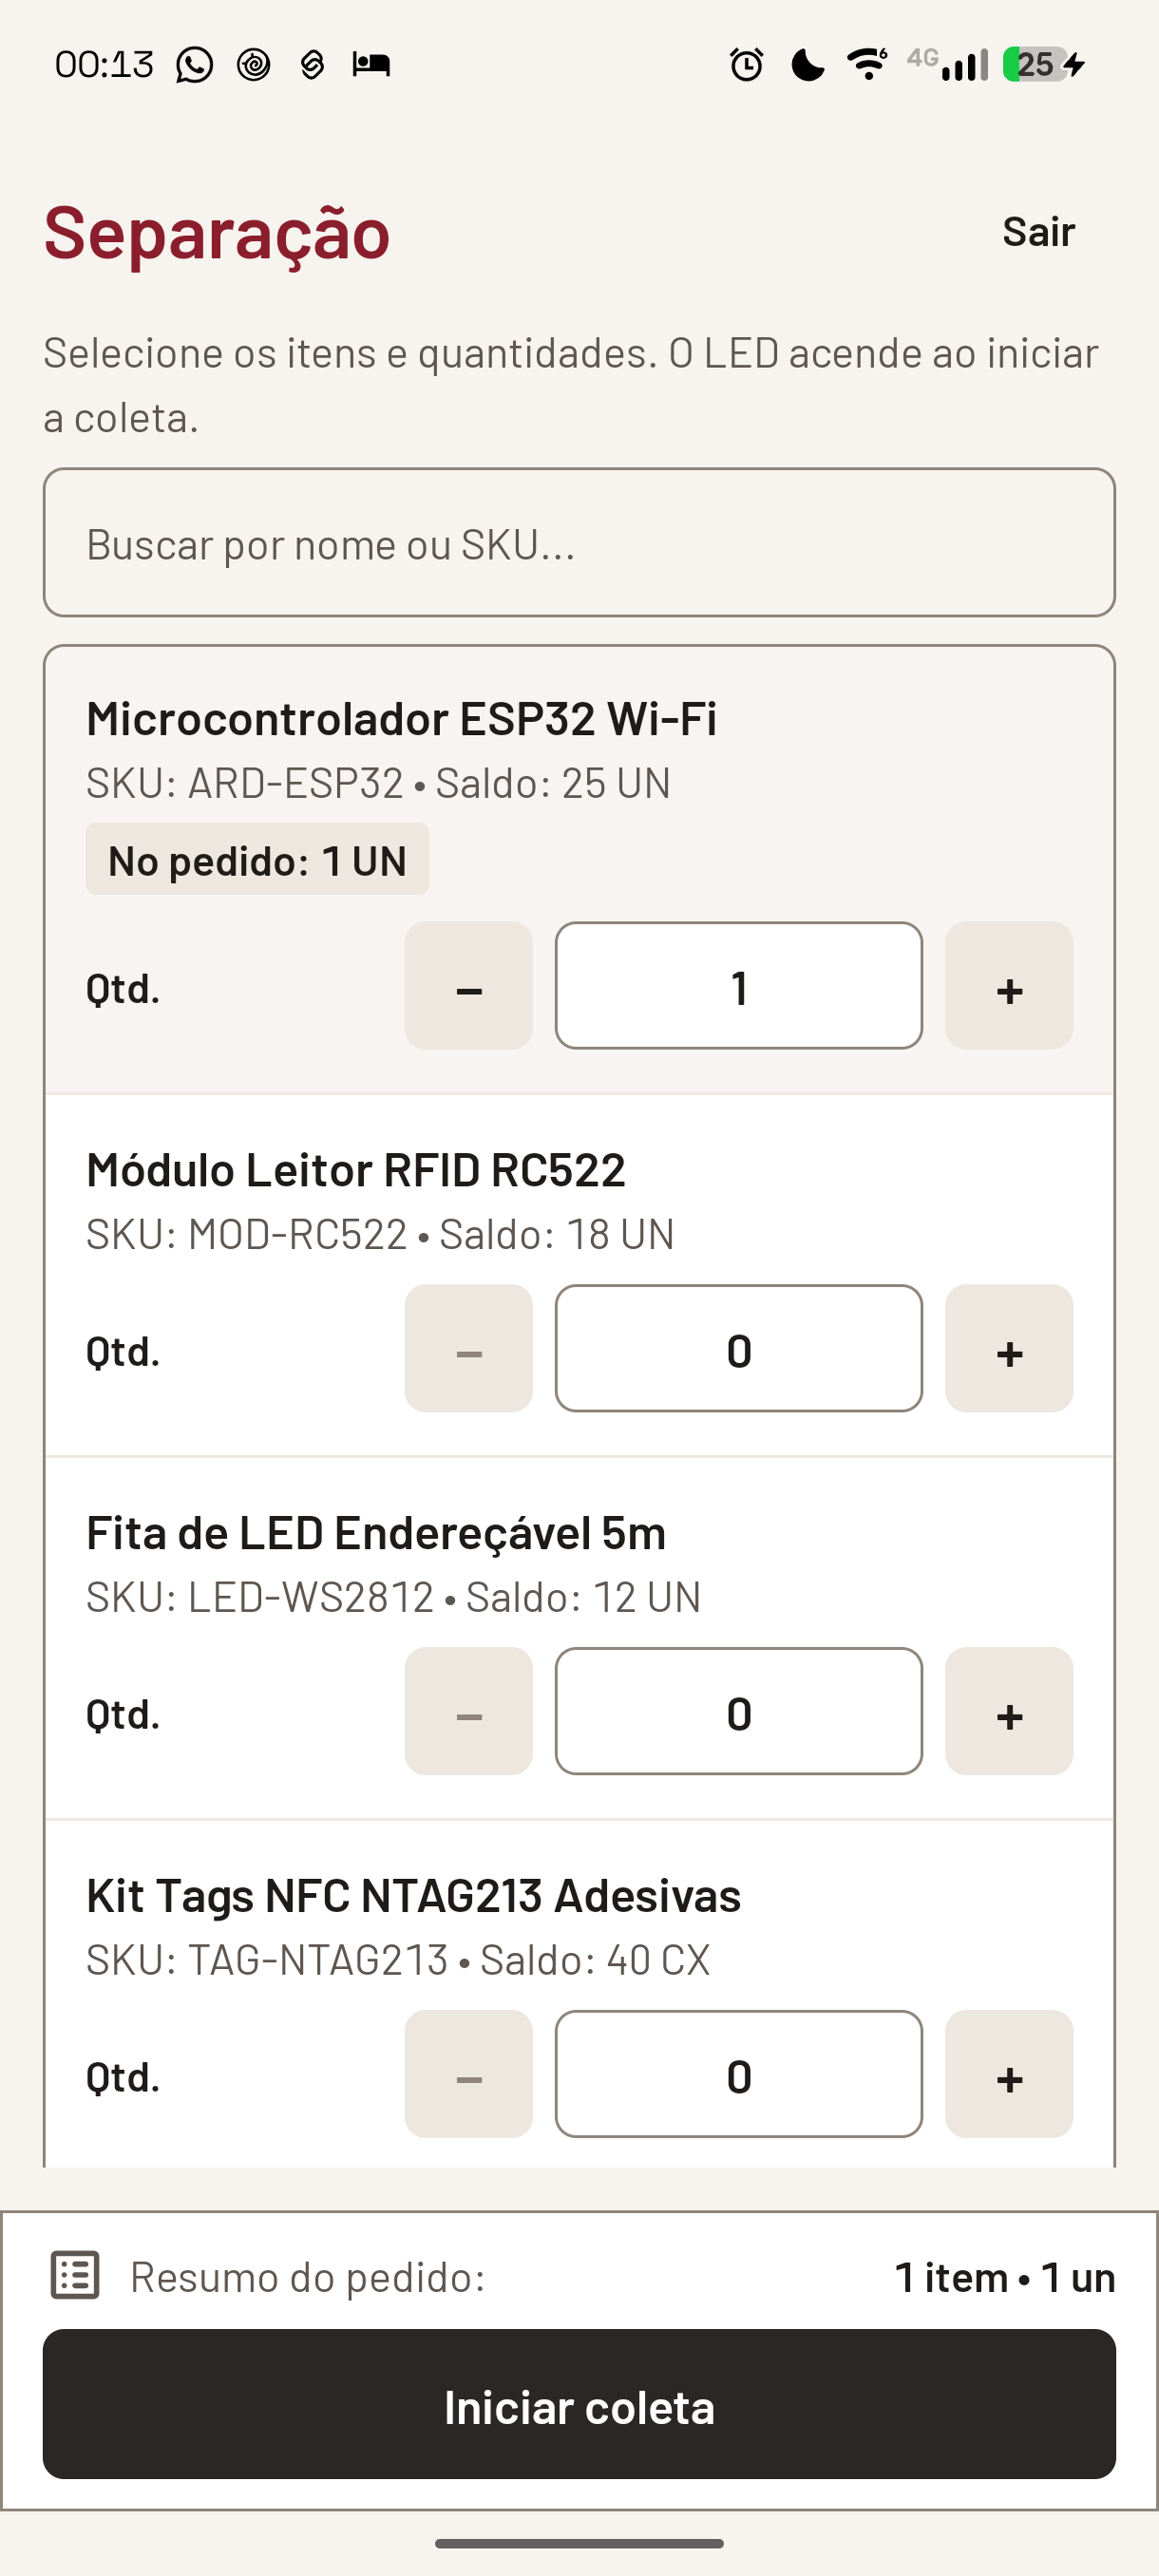 00:13
6 4G 25
Separação
Sair
Selecione os itens e quantidades. O LED acende ao iniciar
a coleta.
Buscar por nome ou SKU...
Microcontrolador ESP32 Wi-Fi
SKU: ARD-ESP32 • Saldo: 25 UN
No pedido: 1 UN
Qtd.
−
1
+
Módulo Leitor RFID RC522
SKU: MOD-RC522 • Saldo: 18 UN
Qtd.
−
0
+
Fita de LED Endereçável 5m
SKU: LED-WS2812 • Saldo: 12 UN
Qtd.
−
0
+
Kit Tags NFC NTAG213 Adesivas
SKU: TAG-NTAG213 • Saldo: 40 CX
Qtd.
−
0
+
Resumo do pedido:
1 item • 1 un
Iniciar coleta